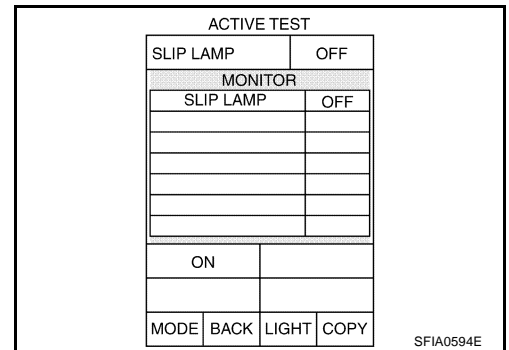 ACTIVE TEST
SLIP LAMP OFF
MONITOR
SLIP LAMP OFF
ON
MODE BACK LIGHT COPY
SFIA0594E